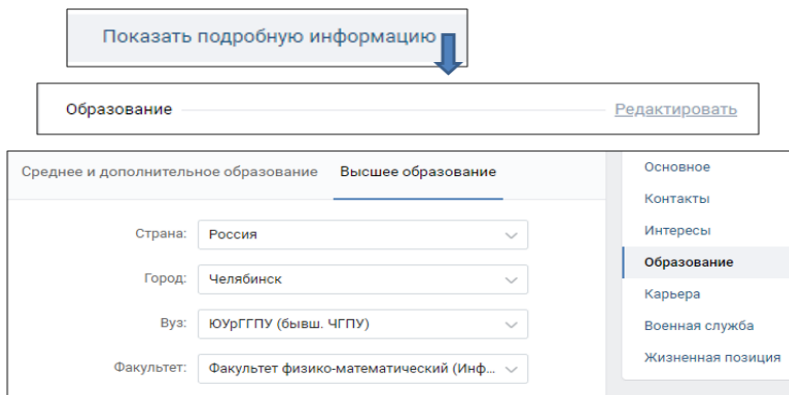 Показать подробную информацию
Образование
Редактировать
Среднее и дополнительное образование
Высшее образование
Страна:
Россия
Город:
Челябинск
Вуз:
ЮУрГГПУ (бывш. ЧГПУ)
Факультет:
Факультет физико-математический (Инф...
Основное
Контакты
Интересы
Образование
Карьера
Военная служба
Жизненная позиция